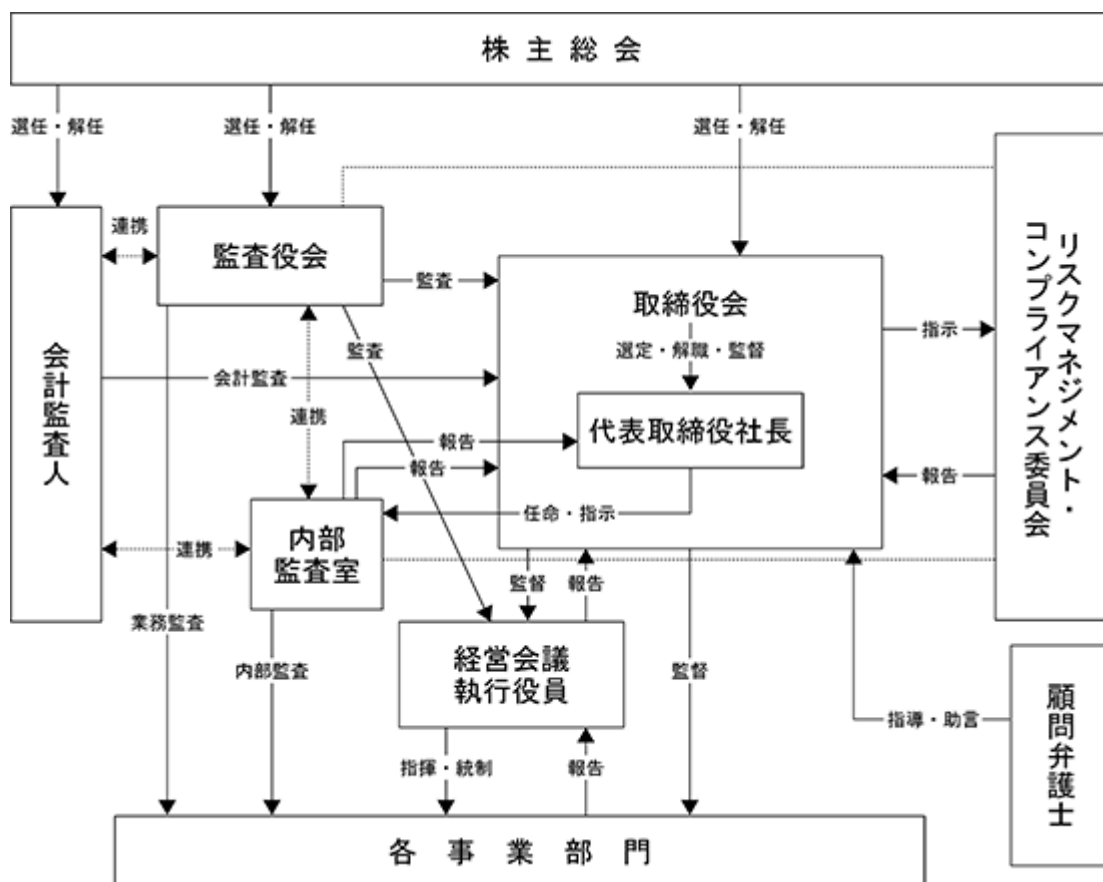 株主総会
選任・解任
選任・解任
選任・解任
連携
監査役会
監査
取締役会
リスクマネジメント・
コンプライアンス委員会
指示
選定・解職・監督
監査
会計監査人
会計監査
連携
報告
代表取締役社長
報告
報告
任命・指示
内部
監査室
連携
監督
報告
業務監査
経営会議
執行役員
内部監査
監督
顧問弁護士
指導・助言
指揮・統制
報告
各事業部門